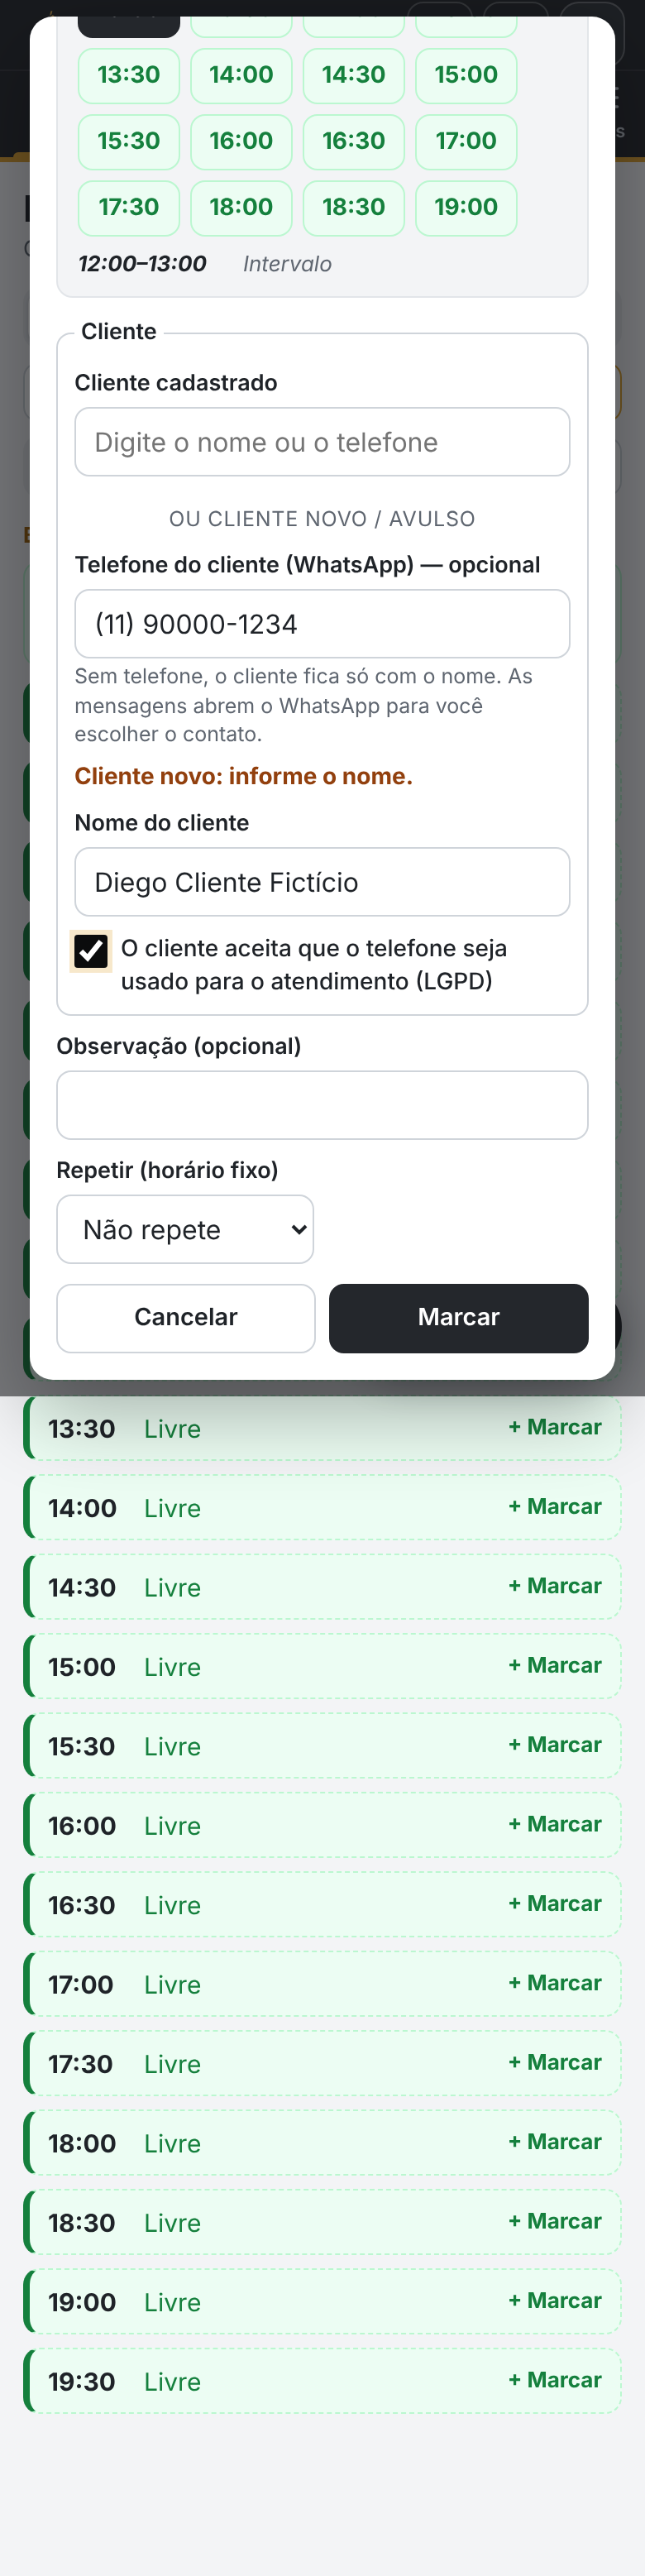 13:30 14:00 14:30 15:00
15:30 16:00 16:30 17:00
17:30 18:00 18:30 19:00
12:00–13:00 Intervalo
Cliente
Cliente cadastrado
Digite o nome ou o telefone
OU CLIENTE NOVO / AVULSO
Telefone do cliente (WhatsApp) — opcional
(11) 90000-1234
Sem telefone, o cliente fica só com o nome. As
mensagens abrem o WhatsApp para você
escolher o contato.
Cliente novo: informe o nome.
Nome do cliente
Diego Cliente Fictício
O cliente aceita que o telefone seja
usado para o atendimento (LGPD)
Observação (opcional)
Repetir (horário fixo)
Não repete
Cancelar Marcar
13:30 Livre + Marcar
14:00 Livre + Marcar
14:30 Livre + Marcar
15:00 Livre + Marcar
15:30 Livre + Marcar
16:00 Livre + Marcar
16:30 Livre + Marcar
17:00 Livre + Marcar
17:30 Livre + Marcar
18:00 Livre + Marcar
18:30 Livre + Marcar
19:00 Livre + Marcar
19:30 Livre + Marcar